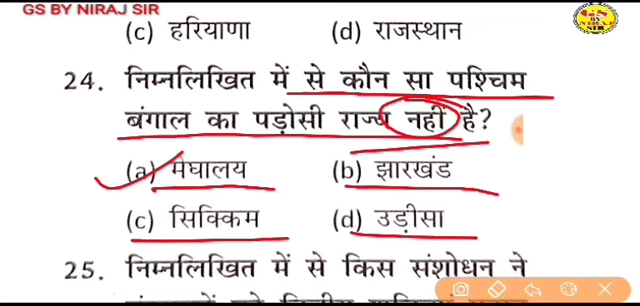 GS BY NIRAJ SIR
(c) हरियाणा (d) राजस्थान
24. निम्नलिखित में से कौन सा पश्चिम
बंगाल का पड़ोसी राज्य नहीं है?
(a) मेघालय (b) झारखंड
(c) सिक्किम (d) उड़ीसा
25. निम्नलिखित में से किस संशोधन ने